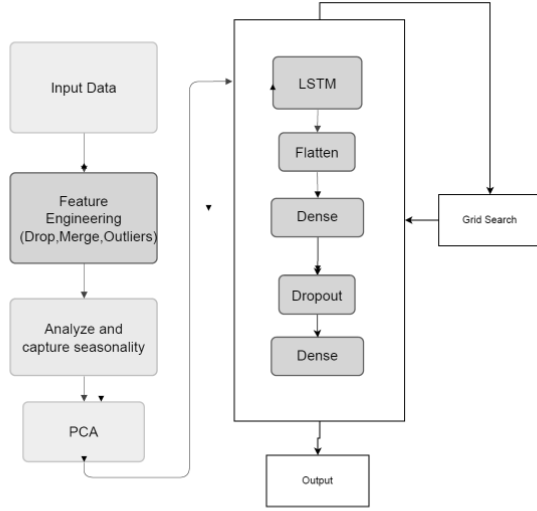 Input Data
Feature
Engineering
(Drop,Merge,Outliers)
Analyze and
capture seasonality
PCA
LSTM
Flatten
Dense
Dropout
Dense
Grid Search
Output